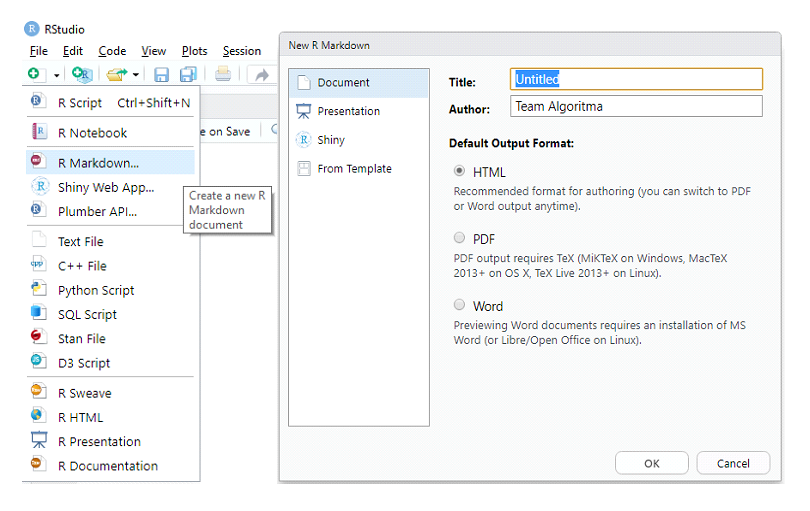 RStudio
File Edit Code View Plots Session
R Script Ctrl+Shift+N
R Notebook
e on Save
R Markdown...
Shiny Web App...
Plumber API...
Create a new R
Markdown
document
Text File
C++ File
Python Script
SQL Script
Stan File
D3 Script
R Sweave
R HTML
R Presentation
R Documentation
New R Markdown
Document
Presentation
Shiny
From Template
Title: Untitled
Author: Team Algoritma
Default Output Format:
HTML
Recommended format for authoring (you can switch to PDF
or Word output anytime).
PDF
PDF output requires TeX (MiKTeX on Windows, MacTeX
2013+ on OS X, TeX Live 2013+ on Linux).
Word
Previewing Word documents requires an installation of MS
Word (or Libre/Open Office on Linux).
OK Cancel